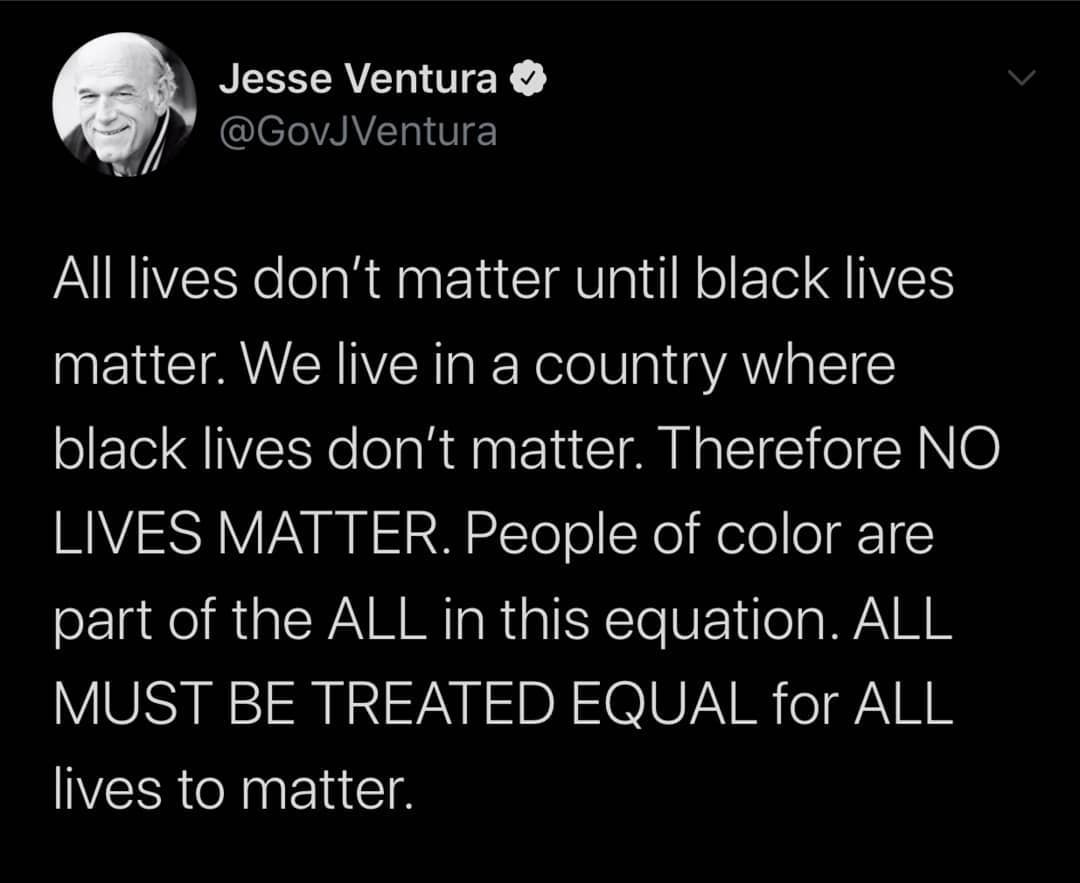 Jesse Ventura
@GovJVentura
All lives don’t matter until black lives
matter. We live in a country where
black lives don’t matter. Therefore NO
LIVES MATTER. People of color are
part of the ALL in this equation. ALL
MUST BE TREATED EQUAL for ALL
lives to matter.